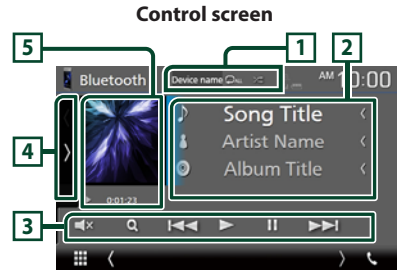 Control screen
5 1 2
Bluetooth Device name ALL AM 10:00
Song Title
Artist Name
Album Title
4
0:01:23
3